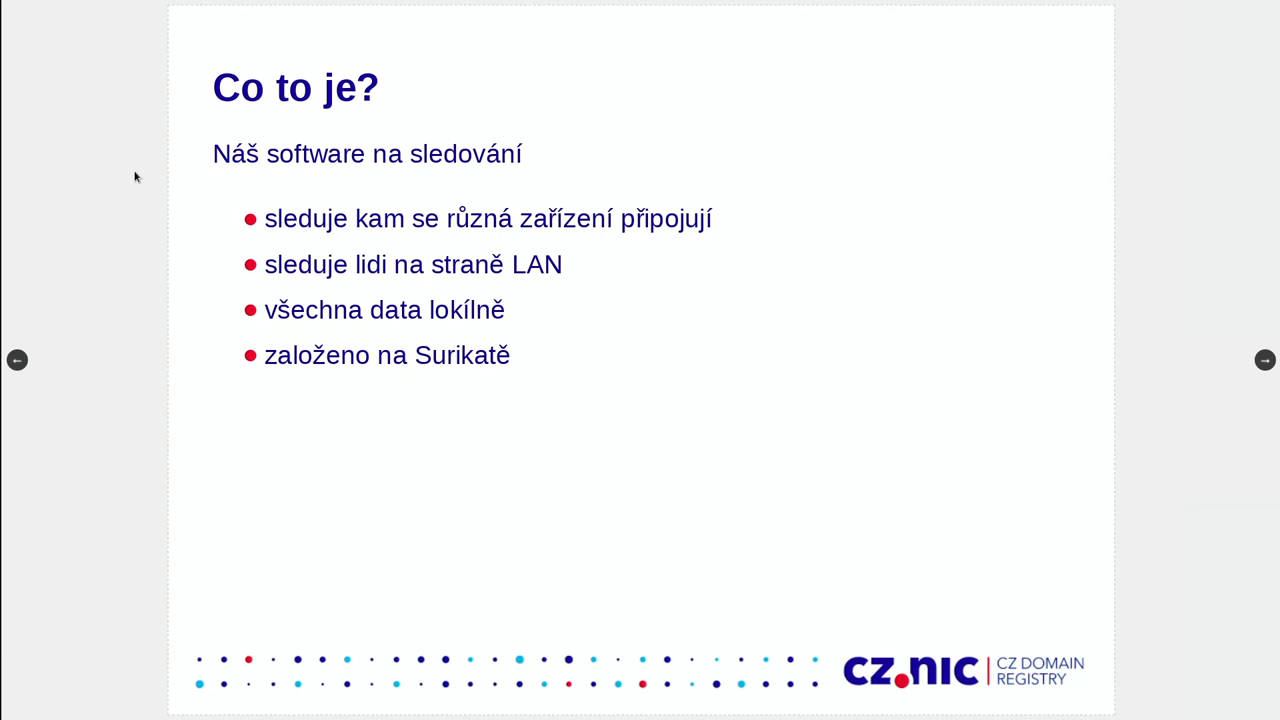 Co to je?
Náš software na sledování
sleduje kam se různá zařízení připojují
sleduje lidi na straně LAN
všechna data lokílně
založeno na Surikatě
CZ.NIC
CZ DOMAIN
REGISTRY